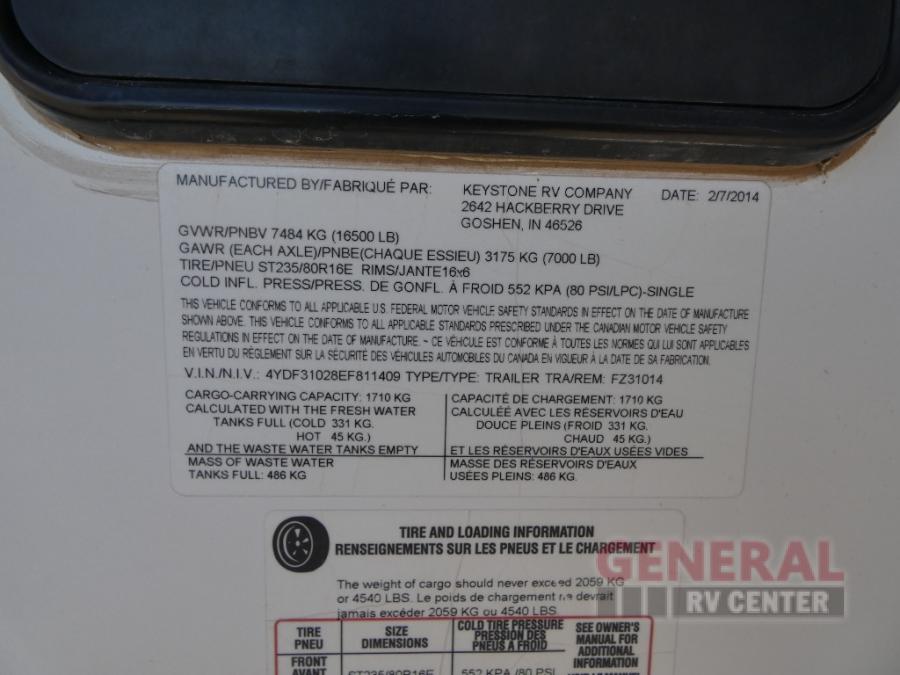 MANUFACTURED BY/FABRIQUÉ PAR: KEYSTONE RV COMPANY DATE: 2/7/2014
2642 HACKBERRY DRIVE
GOSHEN, IN 46526
GVWR/PNBV 7484 KG (16500 LB)
GAWR (EACH AXLE)/PNBE(CHAQUE ESSIEU) 3175 KG (7000 LB)
TIRE/PNEU ST235/80R16E RIMS/JANTE16x6
COLD INFL. PRESS/PRESS. DE GONFL. À FROID 552 KPA (80 PSI/LPC)-SINGLE
THIS VEHICLE CONFORMS TO ALL APPLICABLE U.S. FEDERAL MOTOR VEHICLE SAFETY STANDARDS IN EFFECT ON THE DATE OF MANUFACTURE
SHOWN ABOVE. THIS VEHICLE CONFORMS TO ALL APPLICABLE STANDARDS PRESCRIBED UNDER THE CANADIAN MOTOR VEHICLE SAFETY
REGULATIONS IN EFFECT ON THE DATE OF MANUFACTURE. ~ CE VÉHICULE EST CONFORME À TOUTES LES NORMES QUI LUI SONT APPLICABLES
EN VERTU DU RÉGLEMENT SUR LA SÉCURITÉ DES VÉHICULES AUTOMOBILES DU CANADA EN VIGUEUR À LA DATE DE SA FABRICATION.
V.I.N./N.I.V.: 4YDF31028EF811409 TYPE/TYPE: TRAILER TRA/REM: FZ31014
CARGO-CARRYING CAPACITY: 1710 KG
CALCULATED WITH THE FRESH WATER
TANKS FULL (COLD 331 KG.
HOT 45 KG.)
AND THE WASTE WATER TANKS EMPTY
MASS OF WASTE WATER
TANKS FULL: 486 KG
CAPACITÉ DE CHARGEMENT: 1710 KG
CALCULÉE AVEC LES RÉSERVOIRS D'EAU
DOUCE PLEINS (FROID 331 KG.
CHAUD 45 KG.)
ET LES RÉSERVOIRS D'EAUX USÉES VIDES
MASSE DES RÉSERVOIRS D'EAUX
USÉES PLEINS: 486 KG.
TIRE AND LOADING INFORMATION
RENSEIGNEMENTS SUR LES PNEUS ET LE CHARGEMENT
The weight of cargo should never exceed 2059 KG
or 4540 LBS. Le poids de chargement ne devrait
jamais excéder 2059 KG ou 4540 LBS
TIRE
PNEU
SIZE
DIMENSIONS
COLD TIRE PRESSURE
PRESSION DES
PNEUS A FROID
SEE OWNER'S
MANUAL FOR
ADDITIONAL
INFORMATION
FRONT
AVANT
ST235/80R16E
552 KPA /80 PSI
GENERAL
RV CENTER